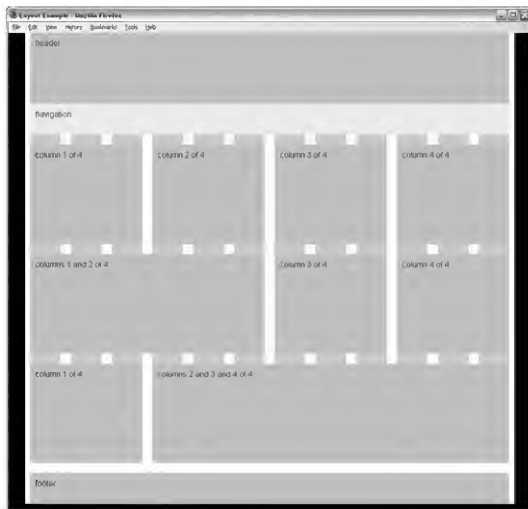 Layout Example - Mozilla Firefox
File Edit View History Bookmarks Tools Help
header
navigation
column 1 of 4 column 2 of 4 column 3 of 4 column 4 of 4
columns 1 and 2 of 4 column 3 of 4 column 4 of 4
column 1 of 4 columns 2 and 3 and 4 of 4
footer